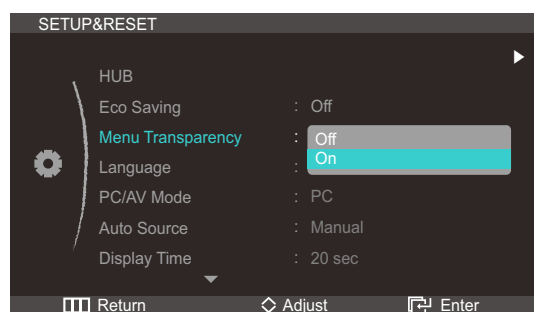 SETUP&RESET
HUB
Eco Saving : Off
Menu Transparency : Off
On
Language :
PC/AV Mode : PC
Auto Source : Manual
Display Time : 20 sec
Return Adjust Enter